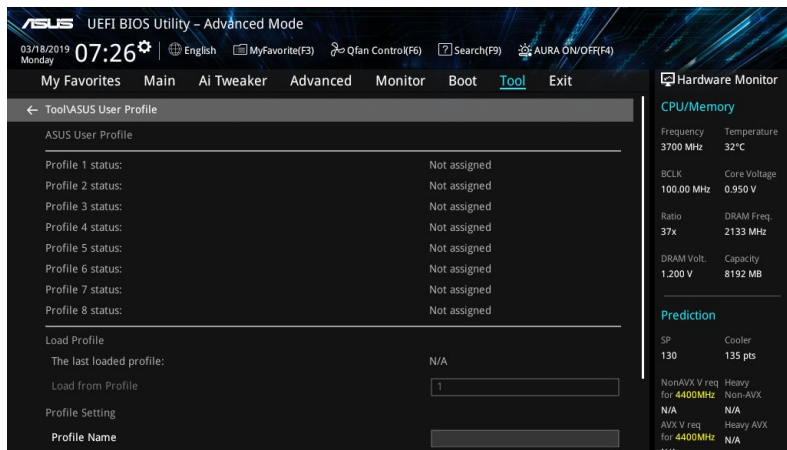 ASUS UEFI BIOS Utility – Advanced Mode
03/18/2019
Monday
07:26
English
MyFavorite(F3)
Qfan Control(F6)
? Search(F9)
AURA ON/OFF(F4)
My Favorites Main Ai Tweaker Advanced Monitor Boot Tool Exit
Hardware Monitor
← Tool\ASUS User Profile
ASUS User Profile
Profile 1 status: Not assigned
Profile 2 status: Not assigned
Profile 3 status: Not assigned
Profile 4 status: Not assigned
Profile 5 status: Not assigned
Profile 6 status: Not assigned
Profile 7 status: Not assigned
Profile 8 status: Not assigned
Load Profile
The last loaded profile: N/A
Load from Profile 1
Profile Setting
Profile Name
CPU/Memory
Frequency Temperature
3700 MHz 32°C
BCLK Core Voltage
100.00 MHz 0.950 V
Ratio DRAM Freq.
37x 2133 MHz
DRAM Volt. Capacity
1.200 V 8192 MB
Prediction
SP Cooler
130 135 pts
NonAVX V req Heavy
for 4400MHz Non-AVX
N/A N/A
AVX V req Heavy AVX
for 4400MHz N/A